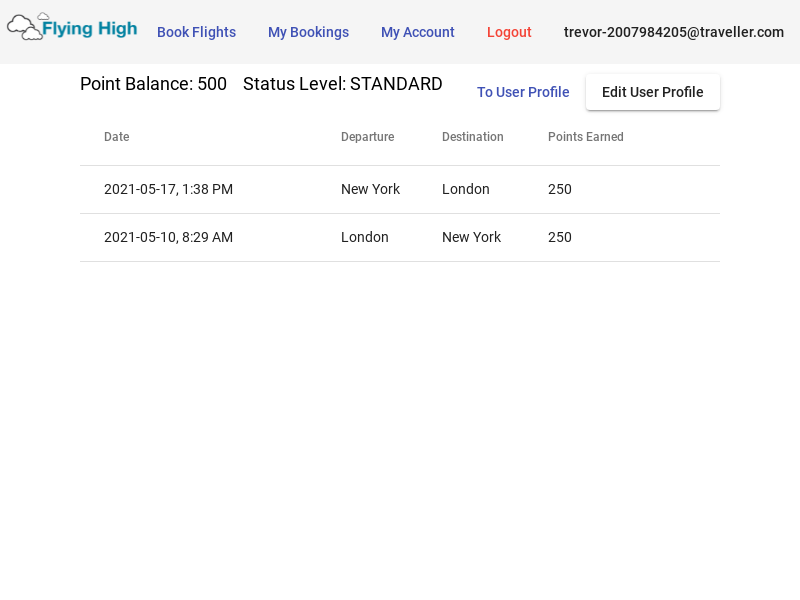 Flying High Book Flights My Bookings My Account Logout trevor-2007984205@traveller.com
Point Balance: 500 Status Level: STANDARD To User Profile Edit User Profile
Date Departure Destination Points Earned
2021-05-17, 1:38 PM New York London 250
2021-05-10, 8:29 AM London New York 250